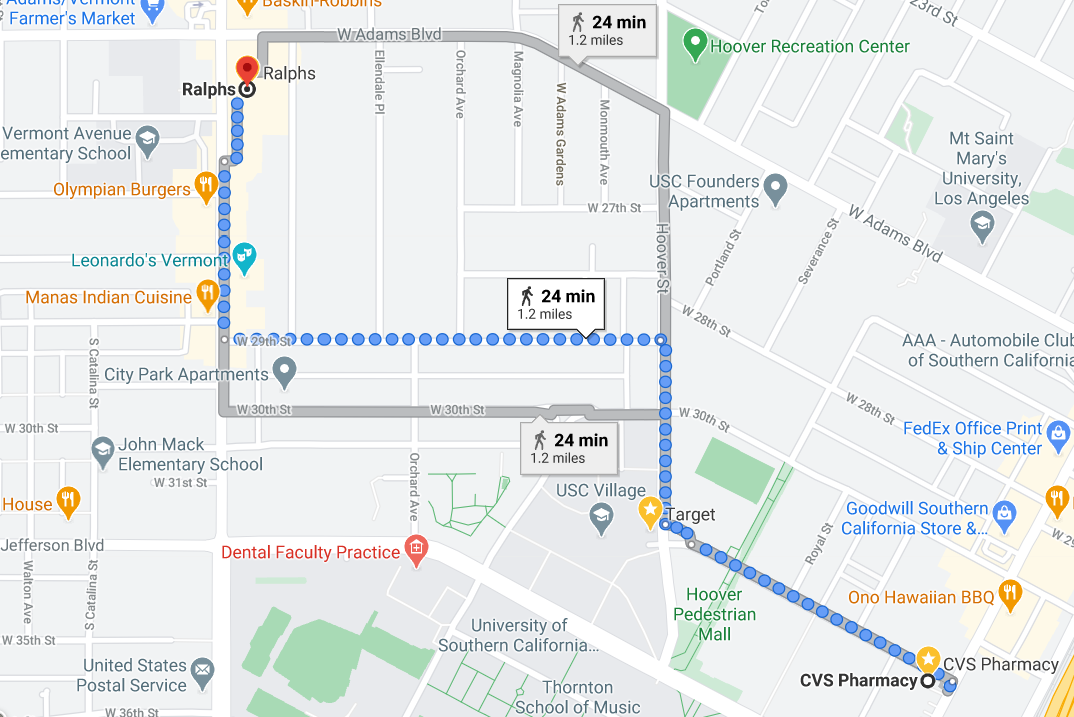 Adams/Vermont
Farmer's Market
Baskin-Robbins
23rd St
24 min
1.2 miles
W Adams Blvd
Hoover Recreation Center
Ralphs
Ralphs
Ellendale Pl
Orchard Ave
Magnolia Ave
W Adams Gardens
Monmouth Ave
Vermont Avenue
ementary School
Mt Saint
Mary's
University,
Los Angeles
Olympian Burgers
USC Founders
Apartments
W 27th St
W Adams Blvd
Hoover St
Portland St
Severance St
Leonardo's Vermont
Manas Indian Cuisine
24 min
1.2 miles
W 28th St
W 29th St
AAA - Automobile Club
of Southern California
S Catalina St
City Park Apartments
W 28th St
W 30th St
W 30th St
W 30th St
W 30th St
24 min
1.2 miles
FedEx Office Print
& Ship Center
John Mack
Elementary School
W 31st St
Orchard Ave
USC Village
House
Target
Goodwill Southern
California Store &...
W 29
Royal St
Jefferson Blvd
Dental Faculty Practice
Walton Ave
S Catalina St
Hoover
Pedestrian
Mall
Ono Hawaiian BBQ
University of
Southern California...
W 35th St
United States
Postal Service
CVS Pharmacy
CVS Pharmacy
Thornton
School of Music
W 36th St